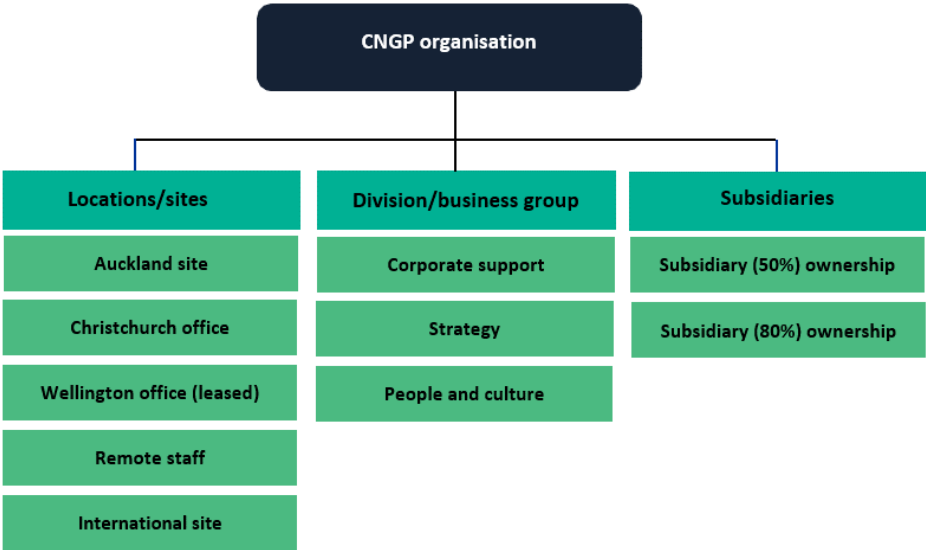 CNGP organisation
Locations/sites
Auckland site
Christchurch office
Wellington office (leased)
Remote staff
International site
Division/business group
Corporate support
Strategy
People and culture
Subsidiaries
Subsidiary (50%) ownership
Subsidiary (80%) ownership